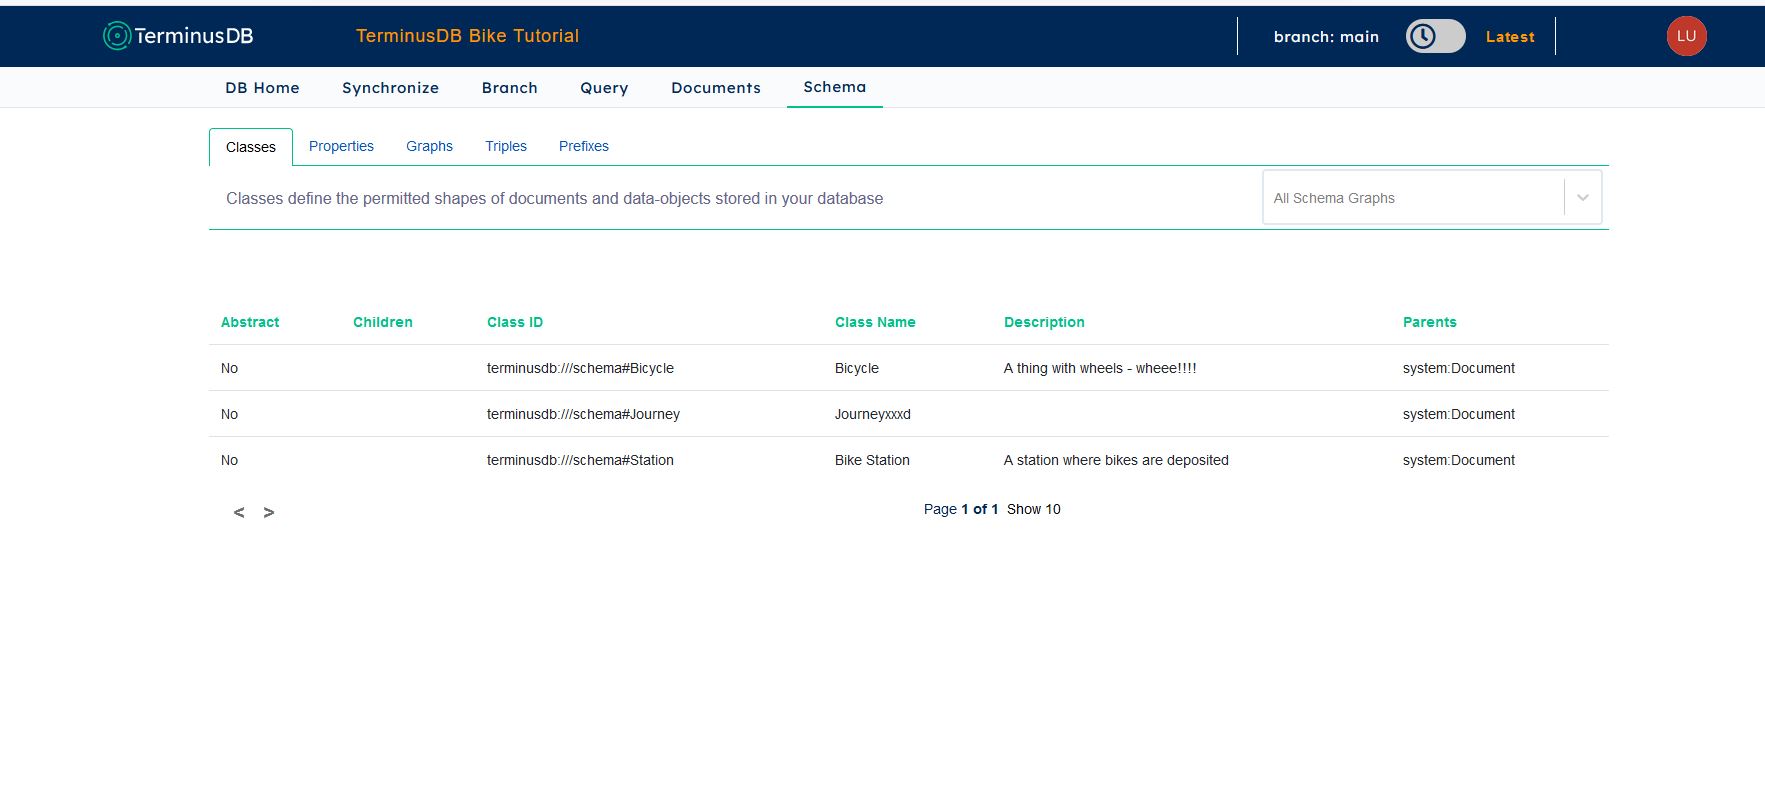 TerminusDB TerminusDB Bike Tutorial branch: main Latest LU
DB Home Synchronize Branch Query Documents Schema
Classes Properties Graphs Triples Prefixes
Classes define the permitted shapes of documents and data-objects stored in your database All Schema Graphs
Abstract Children Class ID Class Name Description Parents
No terminusdb:///schema#Bicycle Bicycle A thing with wheels - wheee!!!! system:Document
No terminusdb:///schema#Journey Journeyxxxd system:Document
No terminusdb:///schema#Station Bike Station A station where bikes are deposited system:Document
< > Page 1 of 1 Show 10